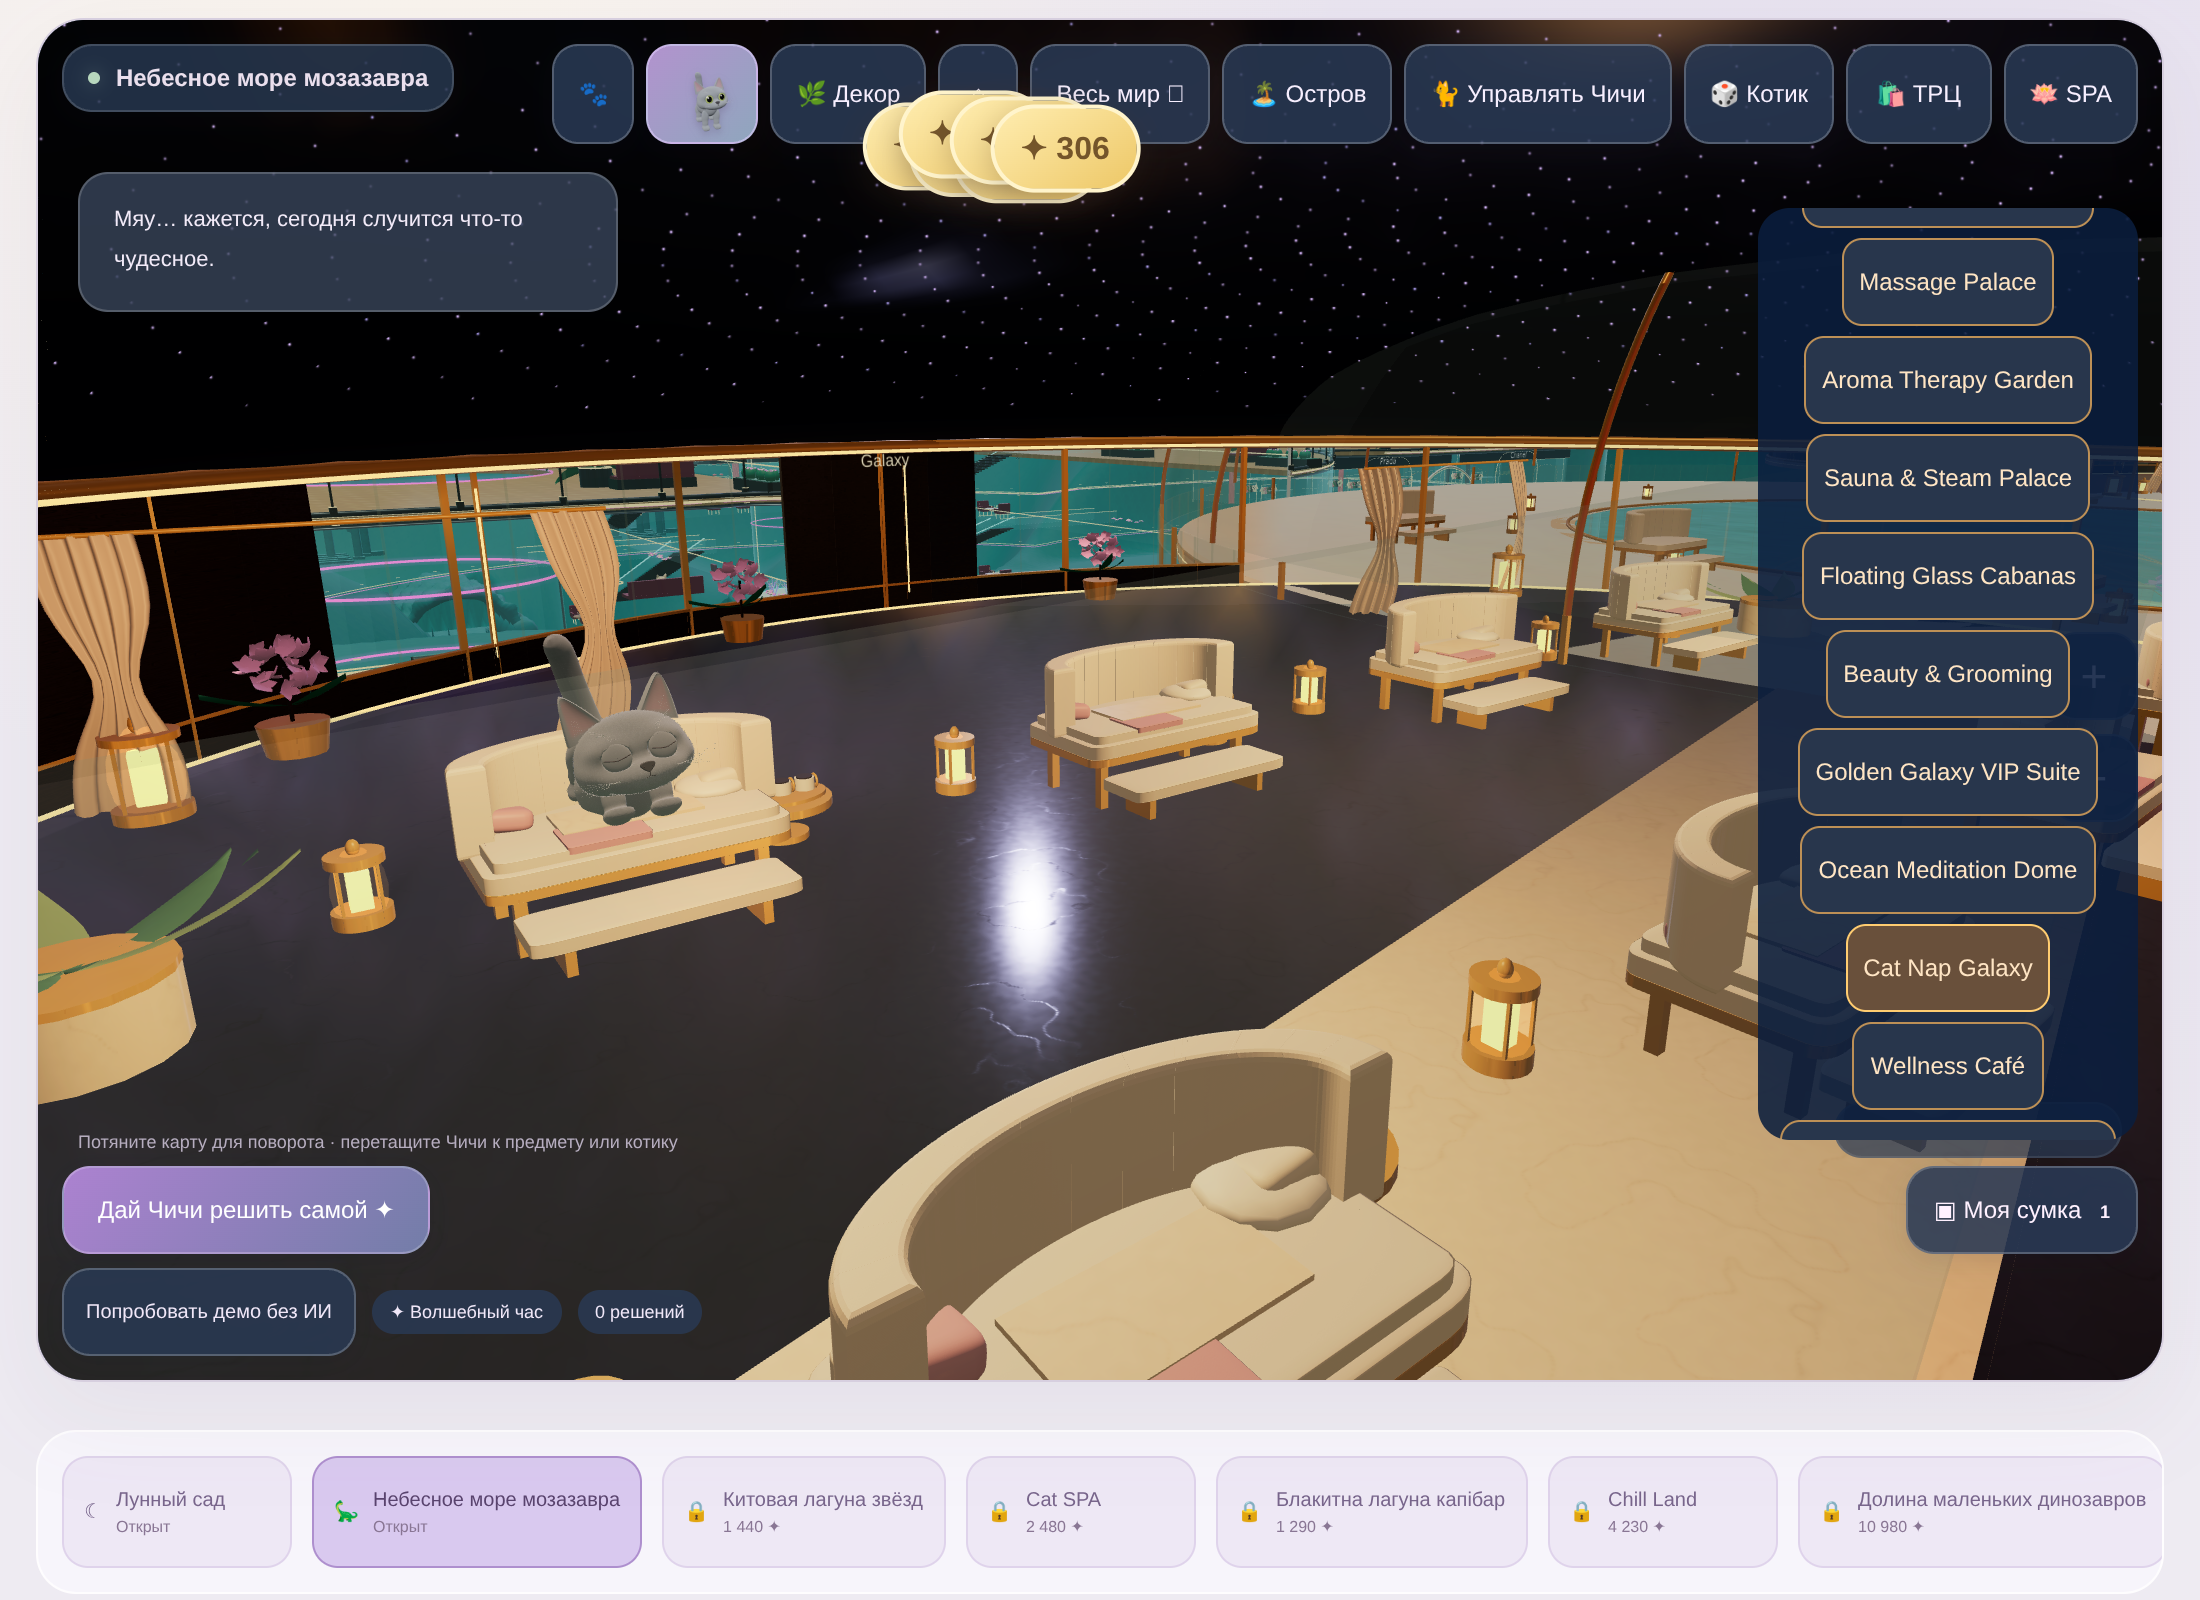 Небесное море мозазавра
🐾
🌿 Декор
Весь мир
🏝️ Остров
🐈 Управлять Чичи
🎲 Котик
🛍️ ТРЦ
🪷 SPA
✦ 306
Мяу… кажется, сегодня случится что-то
чудесное.
Massage Palace
Aroma Therapy Garden
Sauna & Steam Palace
Floating Glass Cabanas
Beauty & Grooming
+
Golden Galaxy VIP Suite
Ocean Meditation Dome
Cat Nap Galaxy
Wellness Café
Galaxy
Prada
Chanel
Потяните карту для поворота · перетащите Чичи к предмету или котику
Дай Чичи решить самой ✦
▣ Моя сумка 1
Попробовать демо без ИИ
✦ Волшебный час
0 решений
☾ Лунный сад
Открыт
🦕 Небесное море мозазавра
Открыт
🔒 Китовая лагуна звёзд
1 440 ✦
🔒 Cat SPA
2 480 ✦
🔒 Блакитна лагуна капібар
1 290 ✦
🔒 Chill Land
4 230 ✦
🔒 Долина маленьких динозавров
10 980 ✦